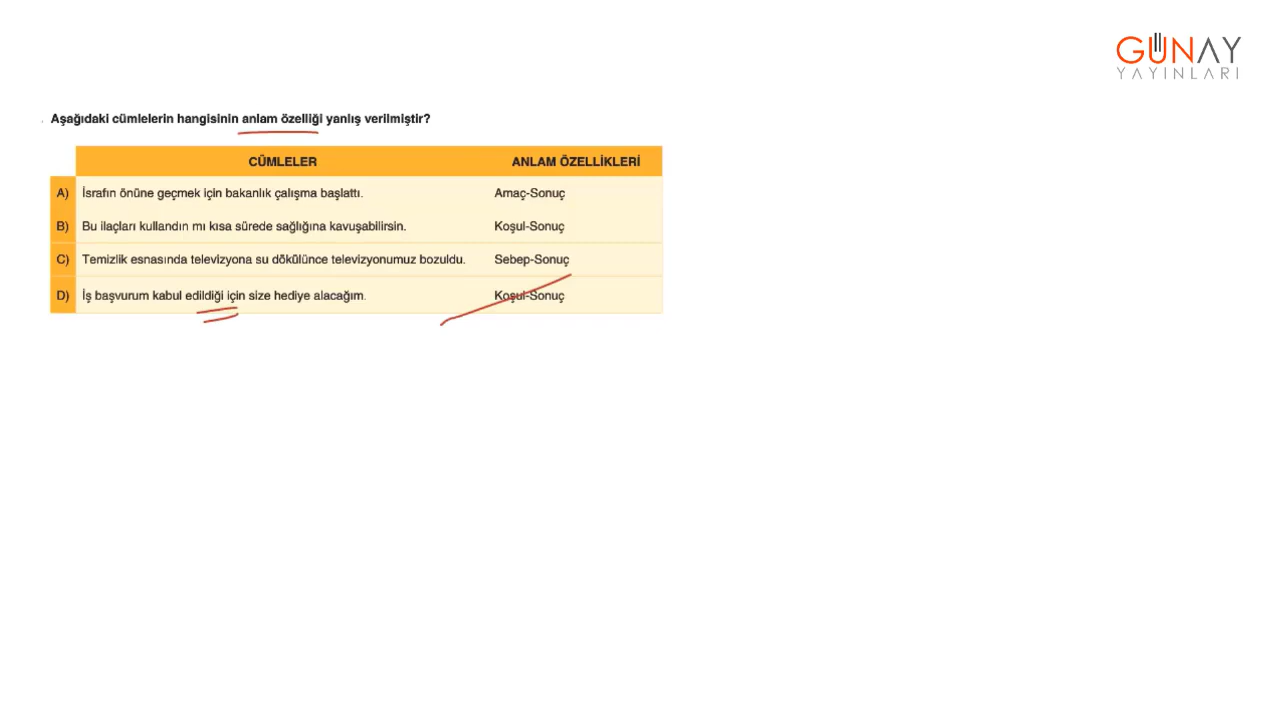 GÜNAY
YAYINLARI
Aşağıdaki cümlelerin hangisinin anlam özelliği yanlış verilmiştir?
CÜMLELER ANLAM ÖZELLİKLERİ
A) İsrafın önüne geçmek için bakanlık çalışma başlattı. Amaç-Sonuç
B) Bu ilaçları kullandın mı kısa sürede sağlığına kavuşabilirsin. Koşul-Sonuç
C) Temizlik esnasında televizyona su dökülünce televizyonumuz bozuldu. Sebep-Sonuç
D) İş başvurum kabul edildiği için size hediye alacağım. Koşul-Sonuç